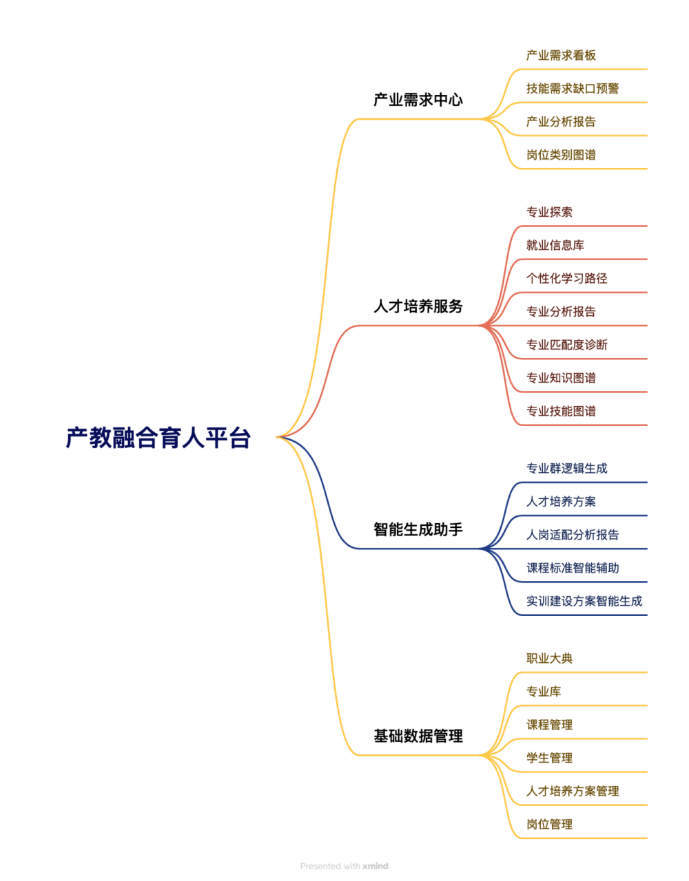 产教融合育人平台
产业需求中心
产业需求看板
技能需求缺口预警
产业分析报告
岗位类别图谱
人才培养服务
专业探索
就业信息库
个性化学习路径
专业分析报告
专业匹配度诊断
专业知识图谱
专业技能图谱
智能生成助手
专业群逻辑生成
人才培养方案
人岗适配分析报告
课程标准智能辅助
实训建设方案智能生成
基础数据管理
职业大典
专业库
课程管理
学生管理
人才培养方案管理
岗位管理
Presented with xmind